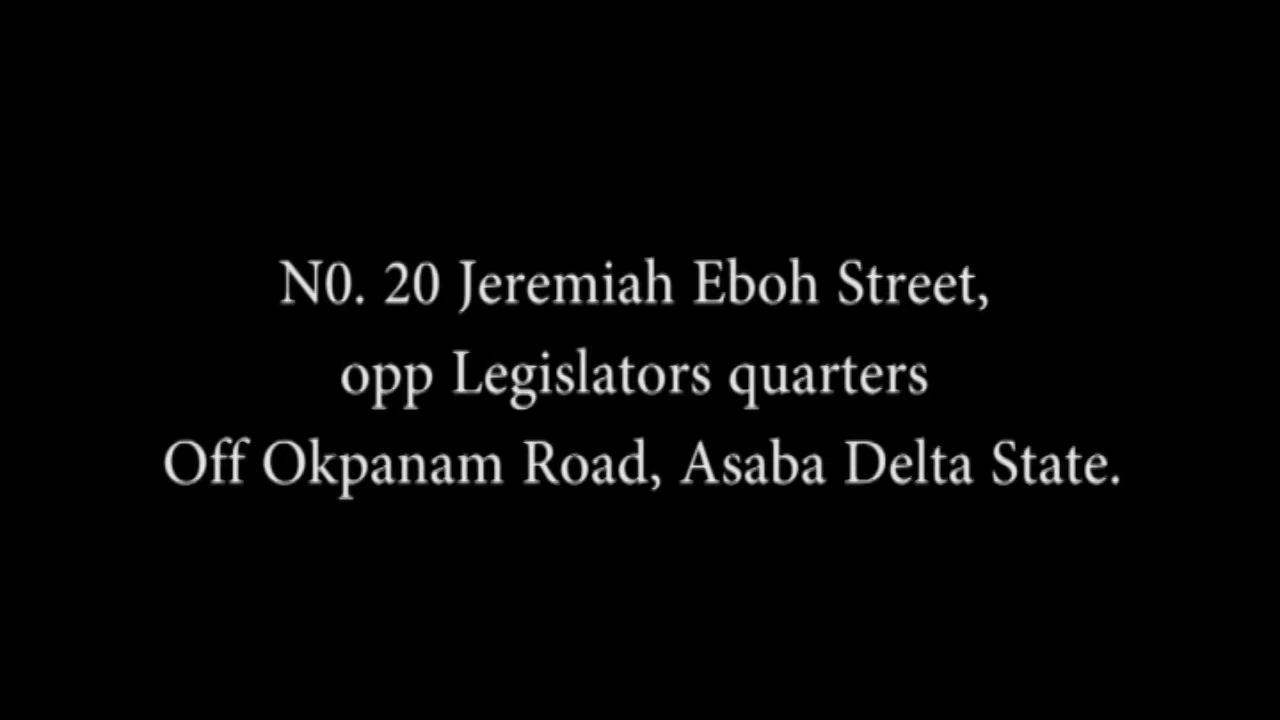 N0. 20 Jeremiah Eboh Street,
opp Legislators quarters
Off Okpanam Road, Asaba Delta State.